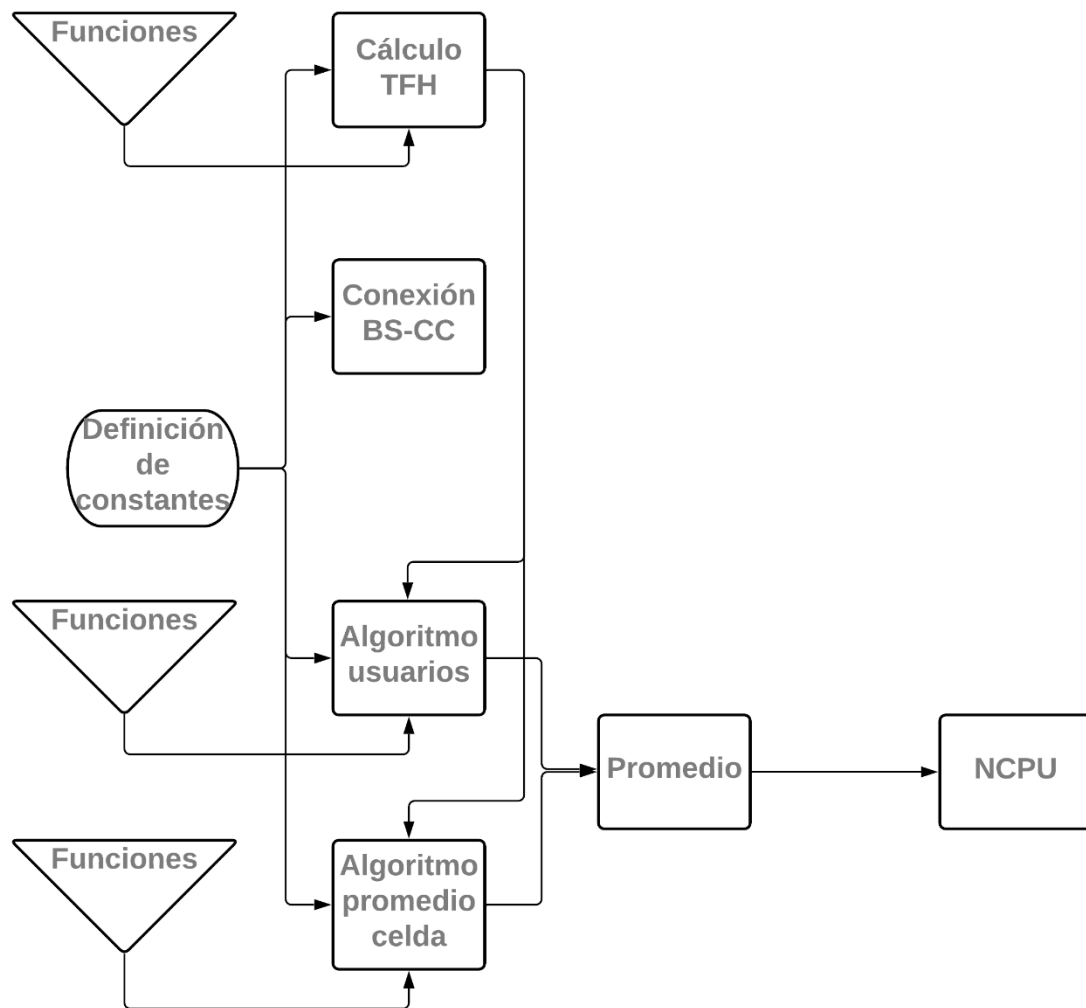 Funciones
Cálculo
TFH
Conexión
BS-CC
Definición
de
constantes
Funciones
Algoritmo
usuarios
Promedio
NCPU
Funciones
Algoritmo
promedio
celda